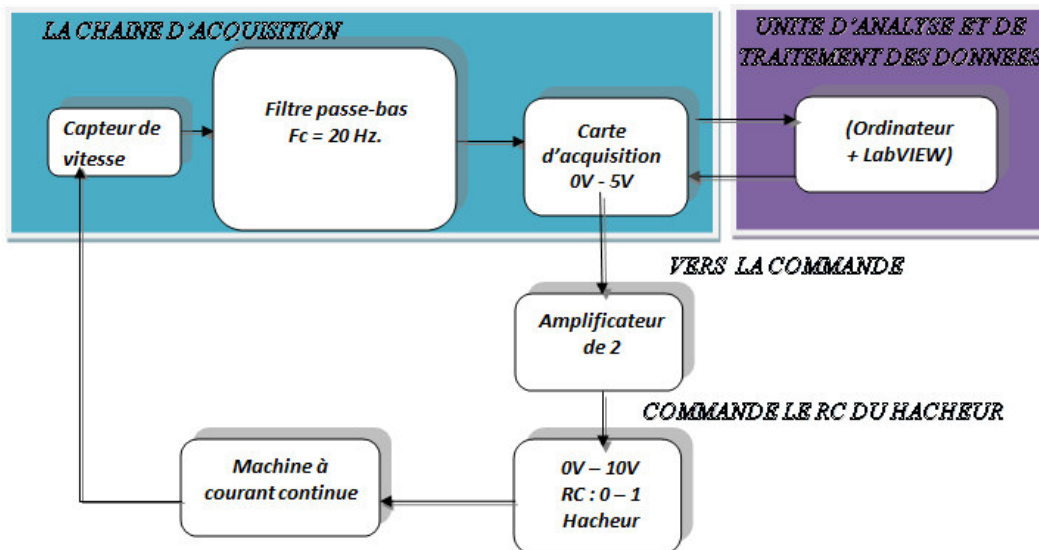 LA CHAINE D'ACQUISITION
UNITE D'ANALYSE ET DE
TRAITEMENT DES DONNEES
Capteur de
vitesse
Filtre passe-bas
Fc = 20 Hz.
Carte
d'acquisition
0V - 5V
(Ordinateur
+ LabVIEW)
VERS LA COMMANDE
Amplificateur
de 2
COMMANDE LE RC DU HACHEUR
Machine à
courant continue
0V – 10V
RC : 0 – 1
Hacheur